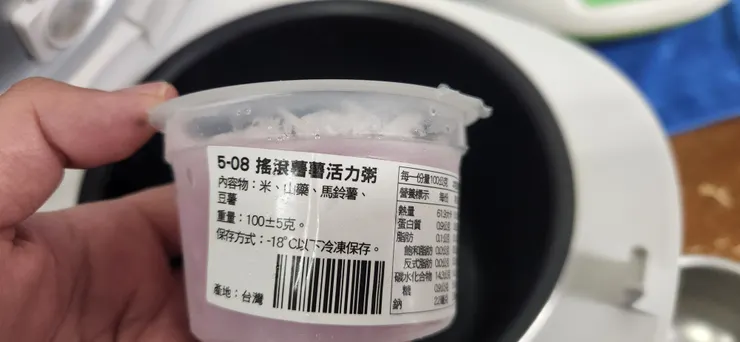 5-08 搖滾薯薯活力粥
內容物：米、山藥、馬鈴薯、
豆薯
重量：100±5克。
保存方式：-18℃以下冷凍保存。
產地：台灣
每一份量100公克
營養標示
熱量
蛋白質
脂肪
飽和脂肪
反式脂肪
碳水化合物
糖
鈉